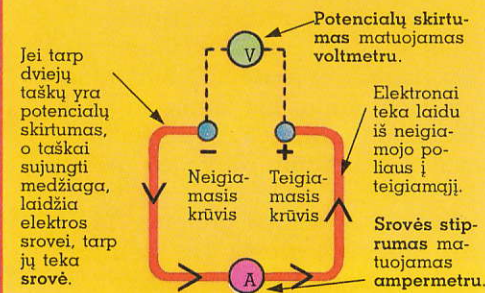 Jei tarp
dviejų
taškų yra
potencialų
skirtumas,
o taškai
sujungti
medžiaga,
laidžia
elektros
srovei, tarp
jų teka
srovė.
V
Potencialų skirtu-
mas matuojamas
voltmetru.
−
+
Neigia-
masis
krūvis
Teigia-
masis
krūvis
Elektronai
teka laidu
iš neigia-
mojo po-
liaus į
teigiamąjį.
A
Srovės stip-
rumas ma-
tuojamas
ampermetru.